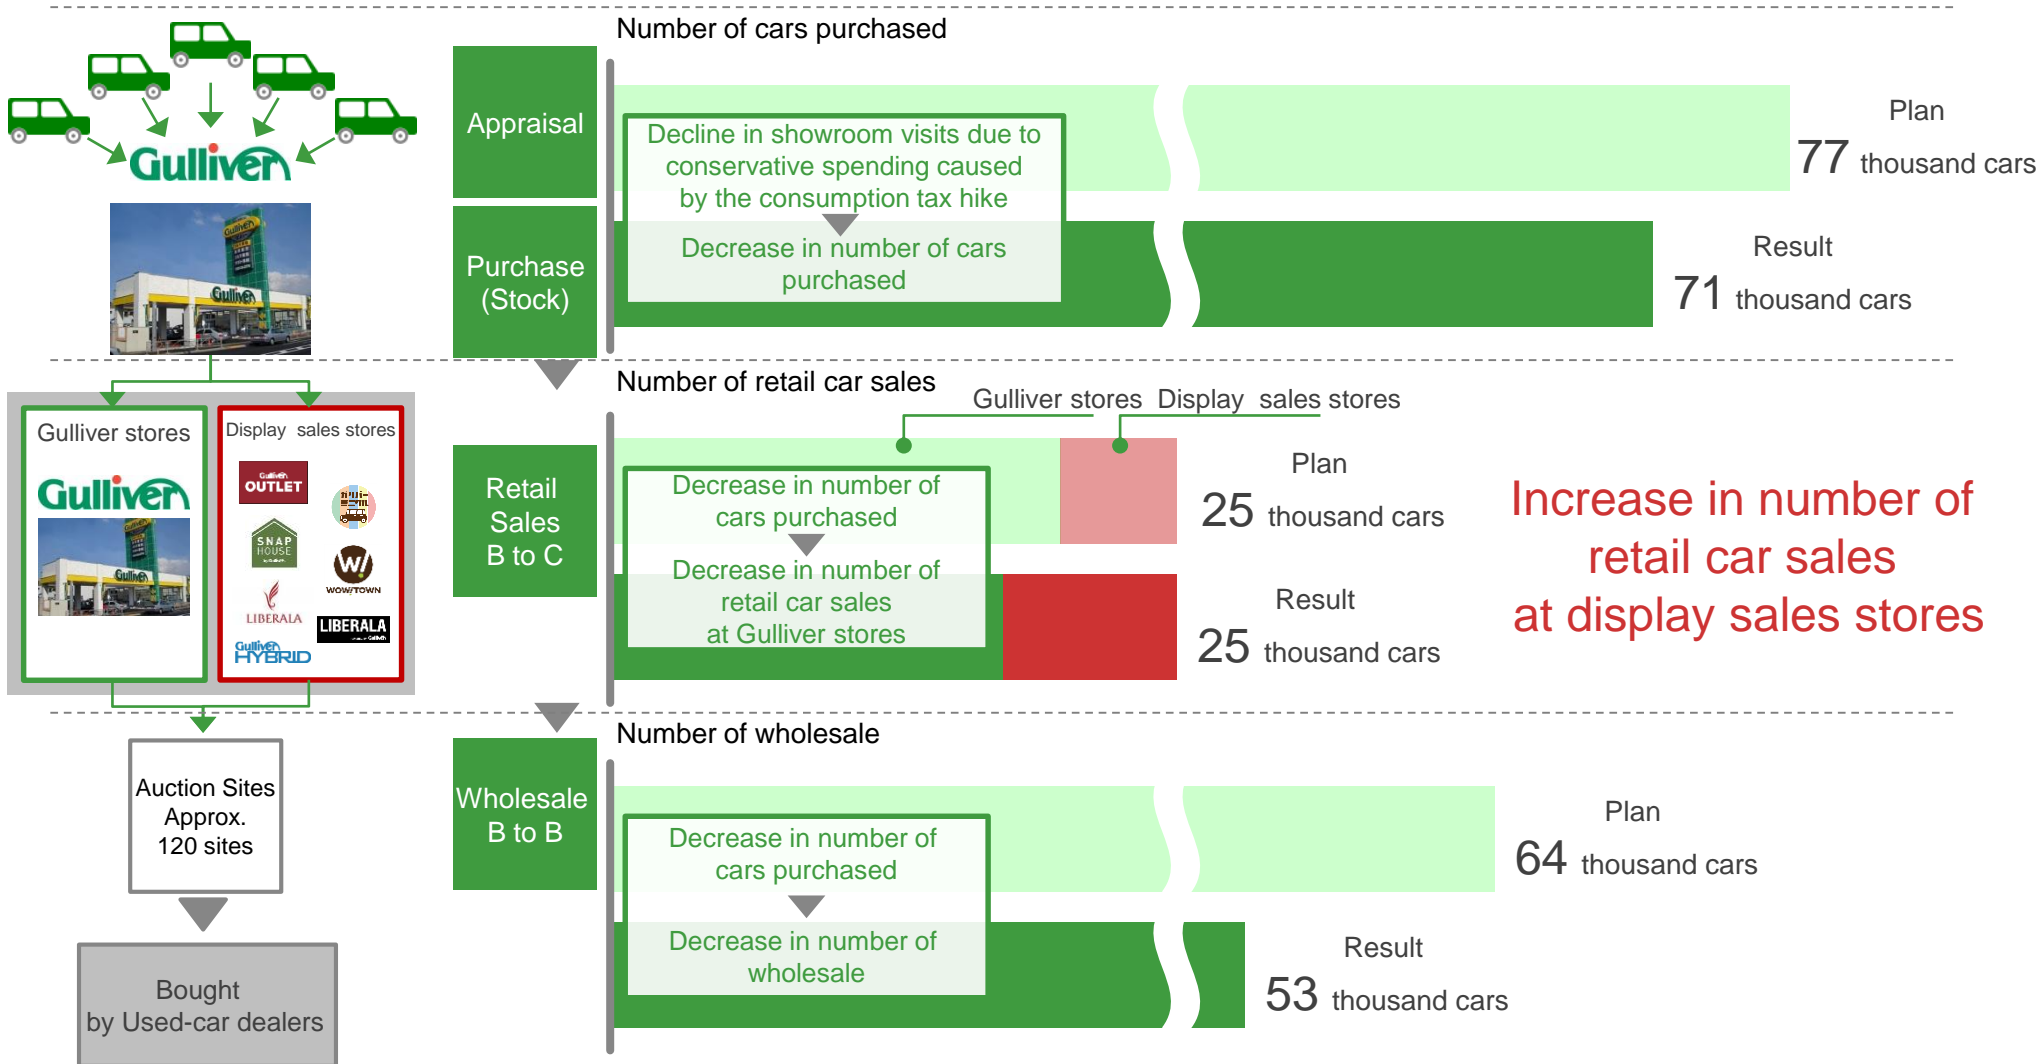 Number of cars purchased
Appraisal
Purchase
(Stock)
Decline in showroom visits due to
conservative spending caused
by the consumption tax hike
Decrease in number of cars
purchased
Plan
77 thousand cars
Result
71 thousand cars
Gulliver
Gulliver
Gulliver stores
Gulliver
Gulliver
Display sales stores
Gulliver
OUTLET
SNAP
HOUSE
W!
WOW!TOWN
LIBERALA
LIBERALA
Gulliver
HYBRID
Number of retail car sales
Gulliver stores
Display sales stores
Retail
Sales
B to C
Decrease in number of
cars purchased
Decrease in number of
retail car sales
at Gulliver stores
Plan
25 thousand cars
Result
25 thousand cars
Increase in number of
retail car sales
at display sales stores
Auction Sites
Approx.
120 sites
Bought
by Used-car dealers
Number of wholesale
Wholesale
B to B
Decrease in number of
cars purchased
Decrease in number of
wholesale
Plan
64 thousand cars
Result
53 thousand cars